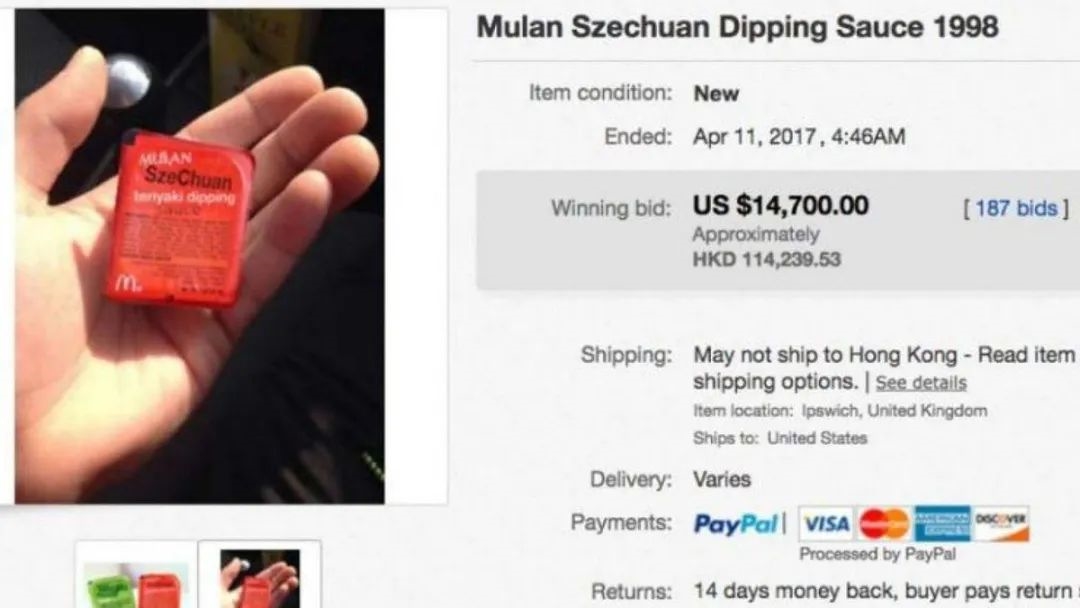 Mulan Szechuan Dipping Sauce 1998
Item condition: New
Ended: Apr 11, 2017 , 4:46AM
Winning bid: US $14,700.00 [ 187 bids ]
Approximately
HKD 114,239.53
Shipping: May not ship to Hong Kong - Read item
shipping options. | See details
Item location: Ipswich, United Kingdom
Ships to: United States
Delivery: Varies
Payments: PayPal | VISA MasterCard AMERICAN EXPRESS DISCOVER
Processed by PayPal
Returns: 14 days money back, buyer pays return
MULAN
SzeChuan
teriyaki dipping